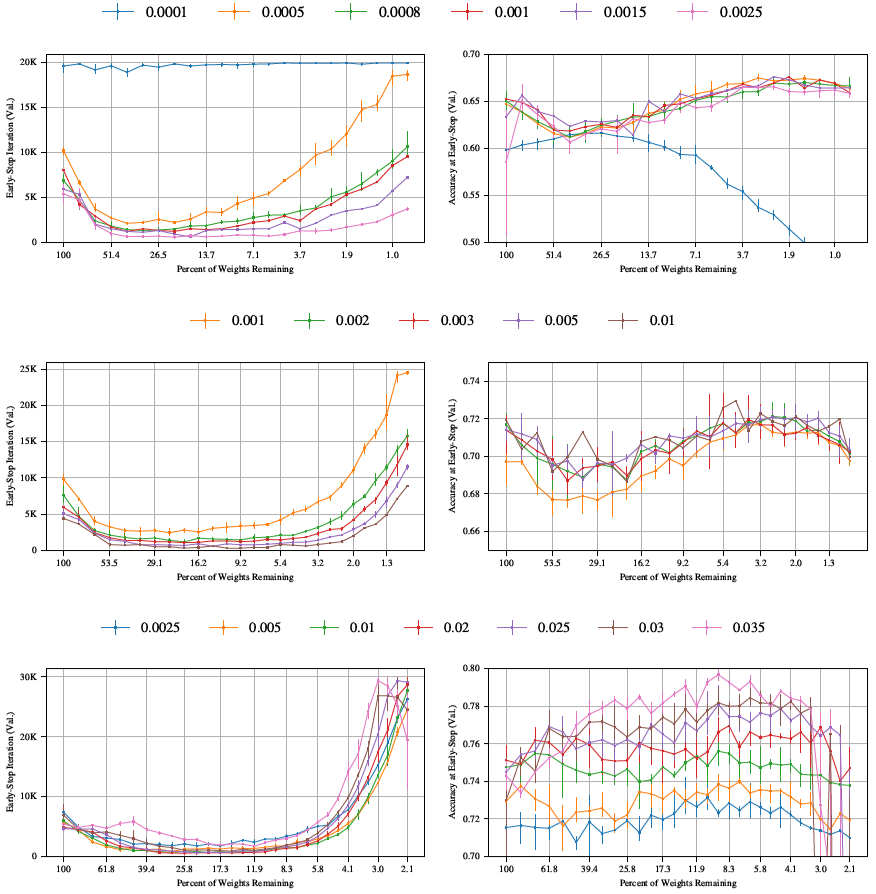 0.0001 0.0005 0.0008 0.001 0.0015 0.0025
20K
15K
10K
5K
0
Early-Stop Iteration (Val.)
100 51.4 26.5 13.7 7.1 3.7 1.9 1.0
Percent of Weights Remaining
0.70
0.65
0.60
0.55
0.50
Accuracy at Early-Stop (Val.)
100 51.4 26.5 13.7 7.1 3.7 1.9 1.0
Percent of Weights Remaining
0.001 0.002 0.003 0.005 0.01
25K
20K
15K
10K
5K
0
Early-Stop Iteration (Val.)
100 53.5 29.1 16.2 9.2 5.4 3.2 2.0 1.3
Percent of Weights Remaining
0.74
0.72
0.70
0.68
0.66
Accuracy at Early-Stop (Val.)
100 53.5 29.1 16.2 9.2 5.4 3.2 2.0 1.3
Percent of Weights Remaining
0.0025 0.005 0.01 0.02 0.025 0.03 0.035
30K
20K
10K
0
Early-Stop Iteration (Val.)
100 61.8 39.4 25.8 17.3 11.9 8.3 5.8 4.1 3.0 2.1
Percent of Weights Remaining
0.80
0.78
0.76
0.74
0.72
0.70
Accuracy at Early-Stop (Val.)
100 61.8 39.4 25.8 17.3 11.9 8.3 5.8 4.1 3.0 2.1
Percent of Weights Remaining